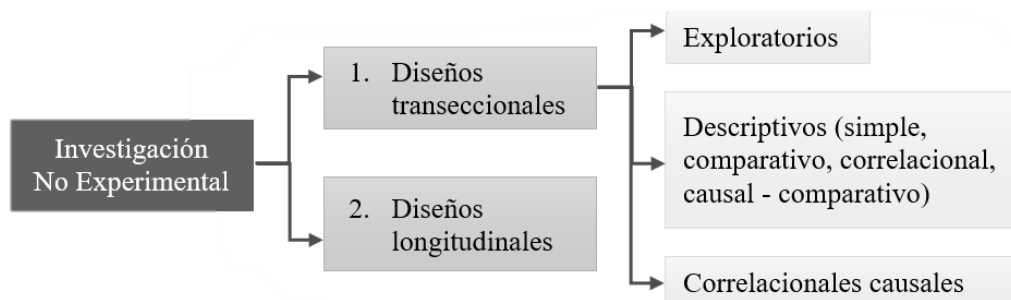 Investigación
No Experimental
1. Diseños
transeccionales
2. Diseños
longitudinales
Exploratorios
Descriptivos (simple,
comparativo, correlacional,
causal - comparativo)
Correlacionales causales